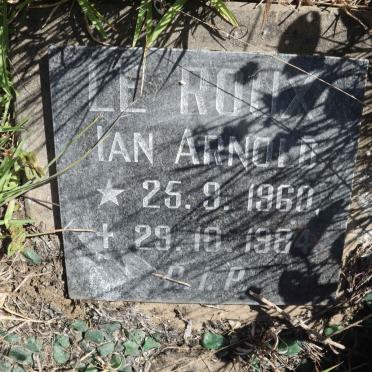 LE ROUX
IAN ARNOLD
★ 25. 9. 1960,
✝ 29. 10. 1984
R.I.P.